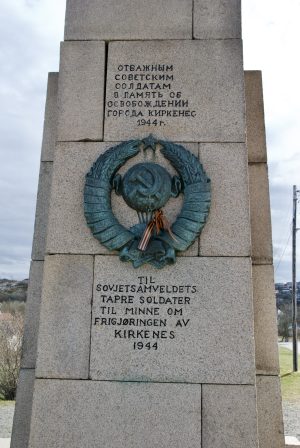 ОТВАЖНЫМ
СОВЕТСКИМ
СОЛДАТАМ
В ПАМЯТЬ ОБ
ОСВОБОЖДЕНИИ
ГОРОДА КИРКЕНЕС
1944 г.
TIL
SOVJETSAMVELDETS
TAPRE SOLDATER
TIL MINNE OM
FRIGJØRINGEN AV
KIRKENES
1944